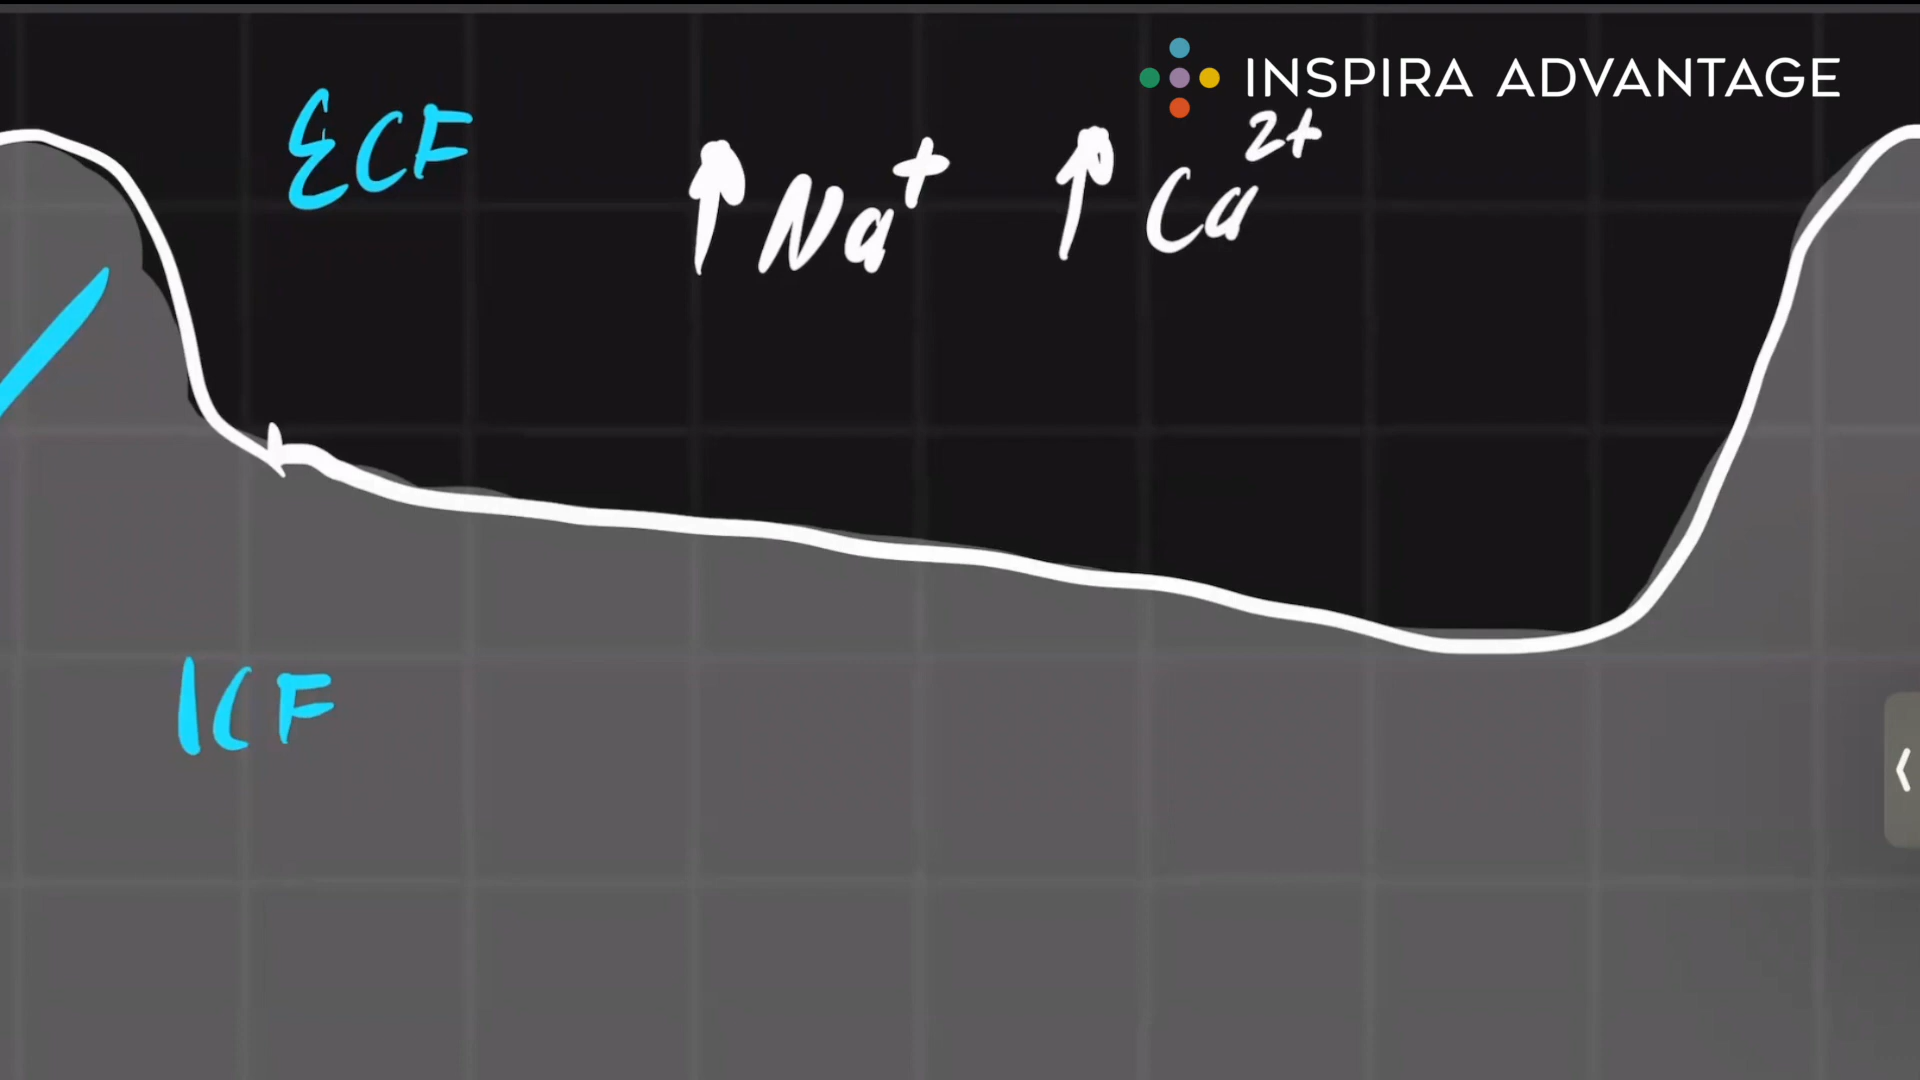 INSPIRA ADVANTAGE
ECF ↑Na⁺ ↑Ca²⁺
ICF